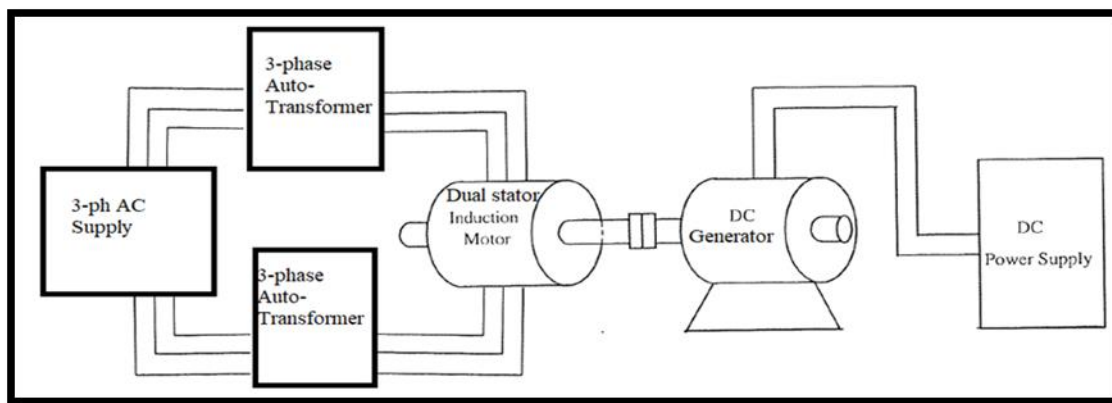 3-phase
Auto-
Transformer
3-ph AC
Supply
3-phase
Auto-
Transformer
Dual stator
Induction
Motor
DC
Generator
DC
Power Supply